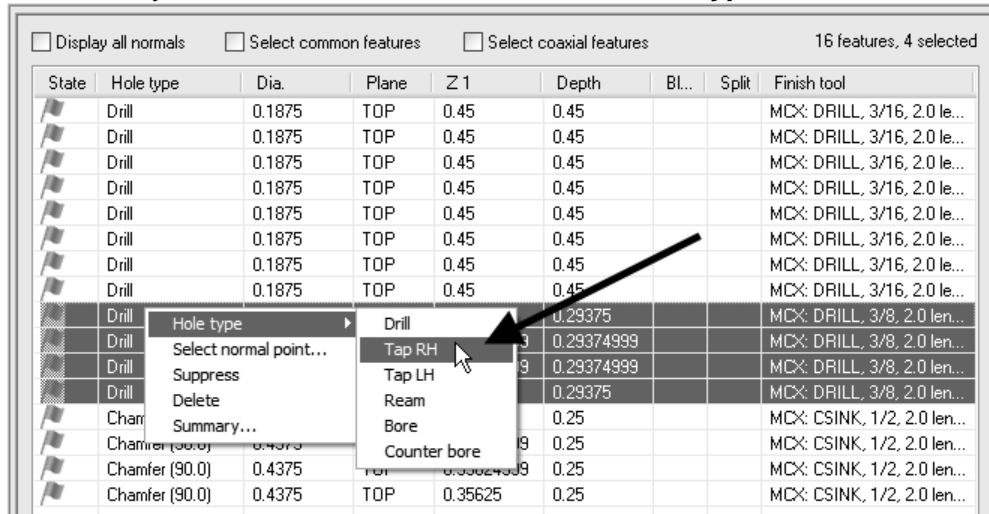 Display all normals Select common features Select coaxial features 16 features, 4 selected
State Hole type Dia. Plane Z 1 Depth Bl... Split Finish tool
Drill 0.1875 TOP 0.45 0.45 MCX: DRILL, 3/16, 2.0 le...
Drill 0.1875 TOP 0.45 0.45 MCX: DRILL, 3/16, 2.0 le...
Drill 0.1875 TOP 0.45 0.45 MCX: DRILL, 3/16, 2.0 le...
Drill 0.1875 TOP 0.45 0.45 MCX: DRILL, 3/16, 2.0 le...
Drill 0.1875 TOP 0.45 0.45 MCX: DRILL, 3/16, 2.0 le...
Drill 0.1875 TOP 0.45 0.45 MCX: DRILL, 3/16, 2.0 le...
Drill 0.1875 TOP 0.45 0.45 MCX: DRILL, 3/16, 2.0 le...
Drill 0.1875 TOP 0.45 0.45 MCX: DRILL, 3/16, 2.0 le...
Drill 0.29375 MCX: DRILL, 3/8, 2.0 len...
Drill 0.29374999 MCX: DRILL, 3/8, 2.0 len...
Drill 0.29374999 MCX: DRILL, 3/8, 2.0 len...
Drill 0.29375 MCX: DRILL, 3/8, 2.0 len...
0.25 MCX: CSINK, 1/2, 2.0 len...
Chamfer (90.0) 0.4375 0.25 MCX: CSINK, 1/2, 2.0 len...
Chamfer (90.0) 0.4375 TOP 0.35624999 0.25 MCX: CSINK, 1/2, 2.0 len...
Chamfer (90.0) 0.4375 TOP 0.35625 0.25 MCX: CSINK, 1/2, 2.0 len...
Hole type
Select normal point...
Suppress
Delete
Summary...
Drill
Tap RH
Tap LH
Ream
Bore
Counter bore